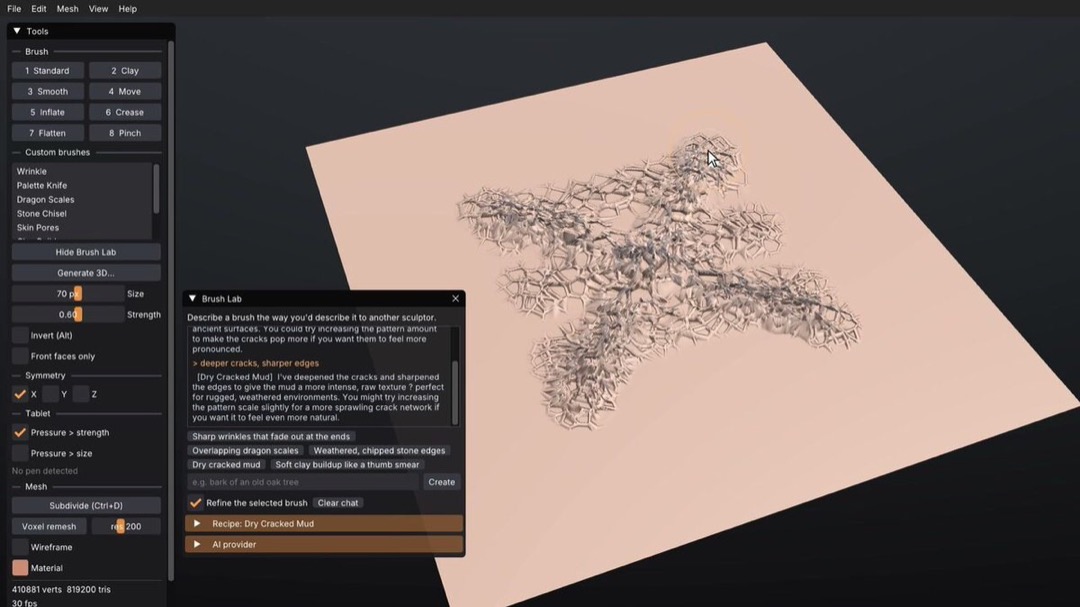 File Edit Mesh View Help
Tools
Brush
1 Standard 2 Clay
3 Smooth 4 Move
5 Inflate 6 Crease
7 Flatten 8 Pinch
Custom brushes
Wrinkle
Palette Knife
Dragon Scales
Stone Chisel
Skin Pores
Hide Brush Lab
Generate 3D...
70 px Size
0.60 Strength
Invert (Alt)
Front faces only
Symmetry
X Y Z
Tablet
Pressure > strength
Pressure > size
No pen detected
Mesh
Subdivide (Ctrl+D)
Voxel remesh res 200
Wireframe
Material
410881 verts 819200 tris
30 fps
Brush Lab
Describe a brush the way you'd describe it to another sculptor.
ancient surfaces. You could try increasing the pattern amount
to make the cracks pop more if you want them to feel more
pronounced.
> deeper cracks, sharper edges
[Dry Cracked Mud] I've deepened the cracks and sharpened
the edges to give the mud a more intense, raw texture ? perfect
for rugged, weathered environments. You might try increasing
the pattern scale slightly for a more sprawling crack network if
you want it to feel even more natural.
Sharp wrinkles that fade out at the ends
Overlapping dragon scales Weathered, chipped stone edges
Dry cracked mud Soft clay buildup like a thumb smear
e.g. bark of an old oak tree Create
Refine the selected brush Clear chat
Recipe: Dry Cracked Mud
AI provider